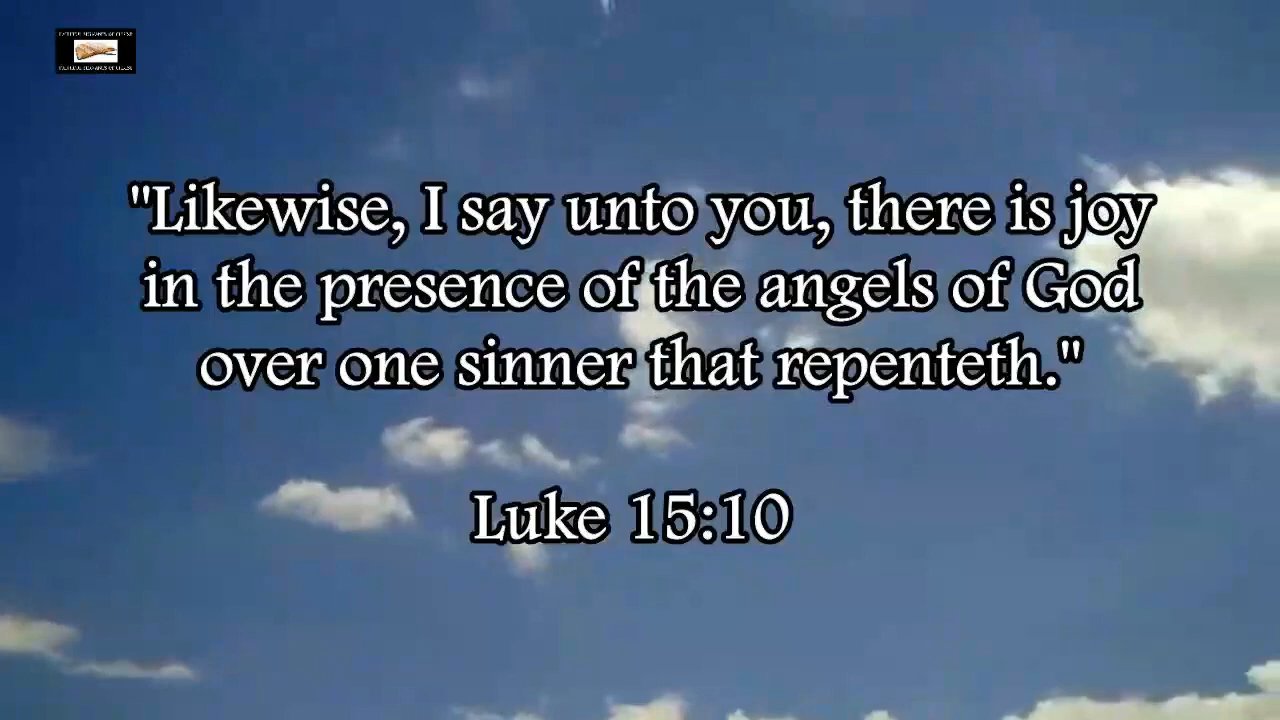 "Likewise, I say unto you, there is joy
in the presence of the angels of God
over one sinner that repenteth."
Luke 15:10